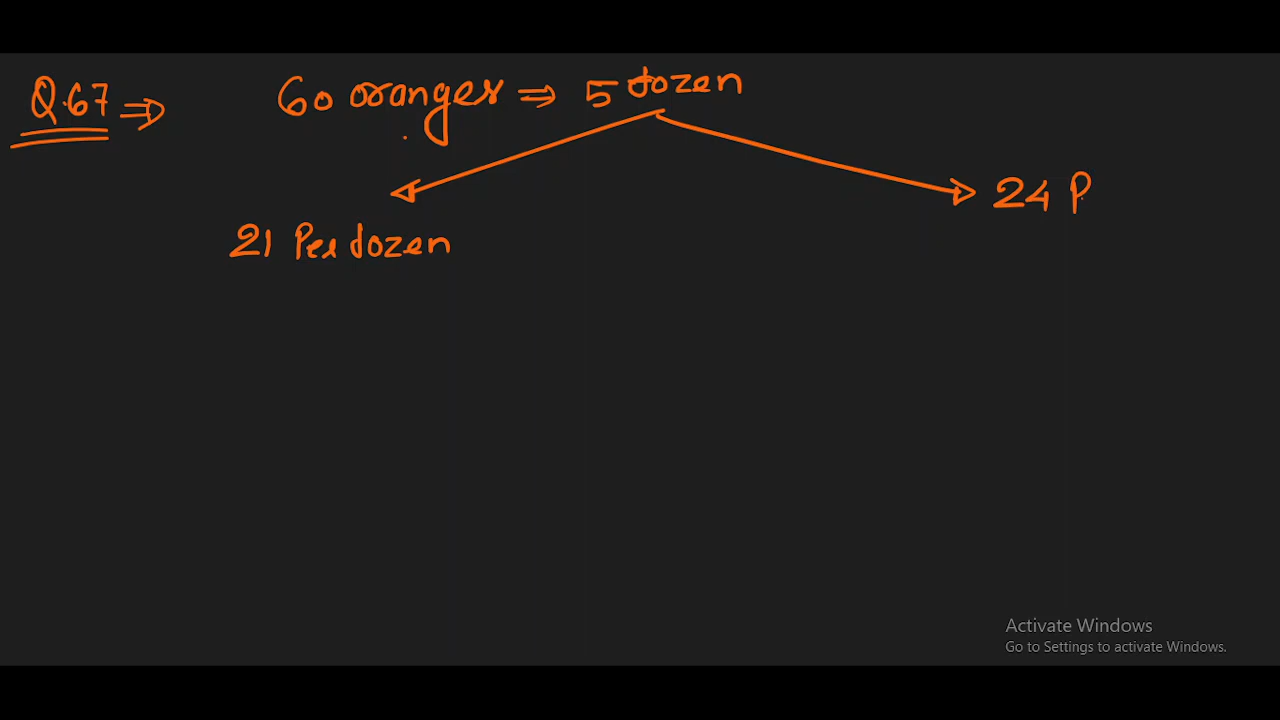 Q.67 ⇒ 60 oranges ⇒ 5 dozen
24 P
21 Per dozen
Activate Windows
Go to Settings to activate Windows.